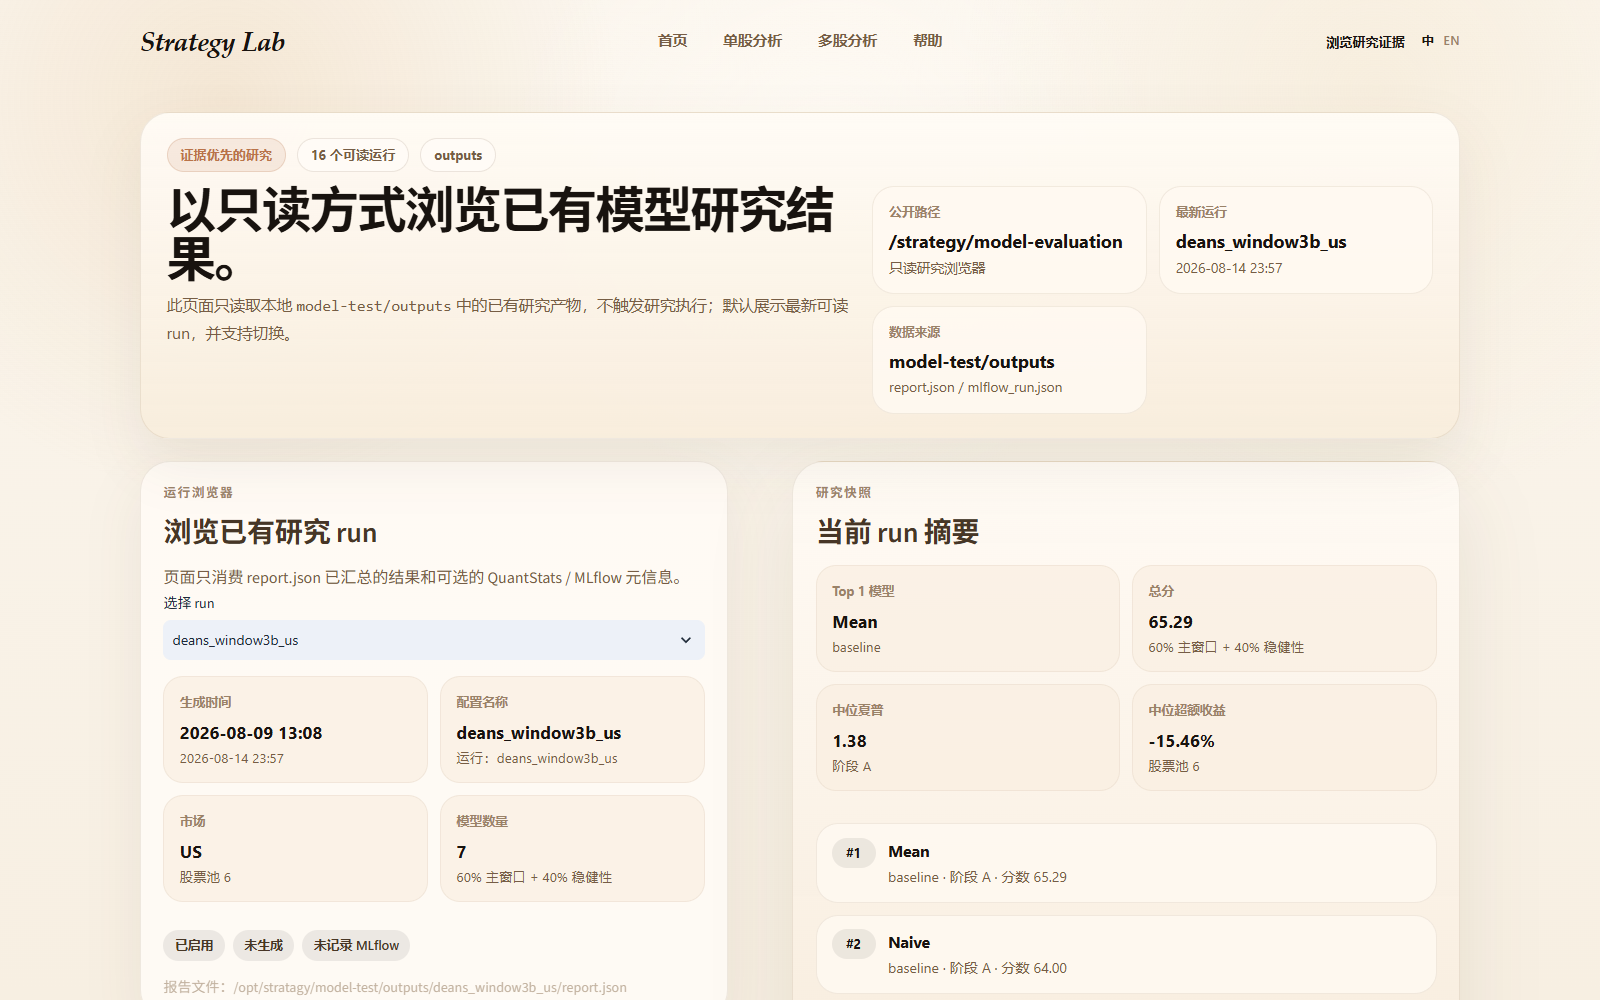 Strategy Lab
首页 单股分析 多股分析 帮助
浏览研究证据 中 EN
证据优先的研究 16 个可读运行 outputs
以只读方式浏览已有模型研究结
果。
此页面只读取本地 model-test/outputs 中的已有研究产物，不触发研究执行；默认展示最新可读
run，并支持切换。
公开路径
/strategy/model-evaluation
只读研究浏览器
最新运行
deans_window3b_us
2026-08-14 23:57
数据来源
model-test/outputs
report.json / mlflow_run.json
运行浏览器
浏览已有研究 run
页面只消费 report.json 已汇总的结果和可选的 QuantStats / MLflow 元信息。
选择 run
deans_window3b_us
生成时间
2026-08-09 13:08
2026-08-14 23:57
配置名称
deans_window3b_us
运行：deans_window3b_us
市场
US
股票池 6
模型数量
7
60% 主窗口 + 40% 稳健性
已启用 未生成 未记录 MLflow
报告文件：/opt/stratagy/model-test/outputs/deans_window3b_us/report.json
研究快照
当前 run 摘要
Top 1 模型
Mean
baseline
总分
65.29
60% 主窗口 + 40% 稳健性
中位夏普
1.38
阶段 A
中位超额收益
-15.46%
股票池 6
#1 Mean
baseline · 阶段 A · 分数 65.29
#2 Naive
baseline · 阶段 A · 分数 64.00